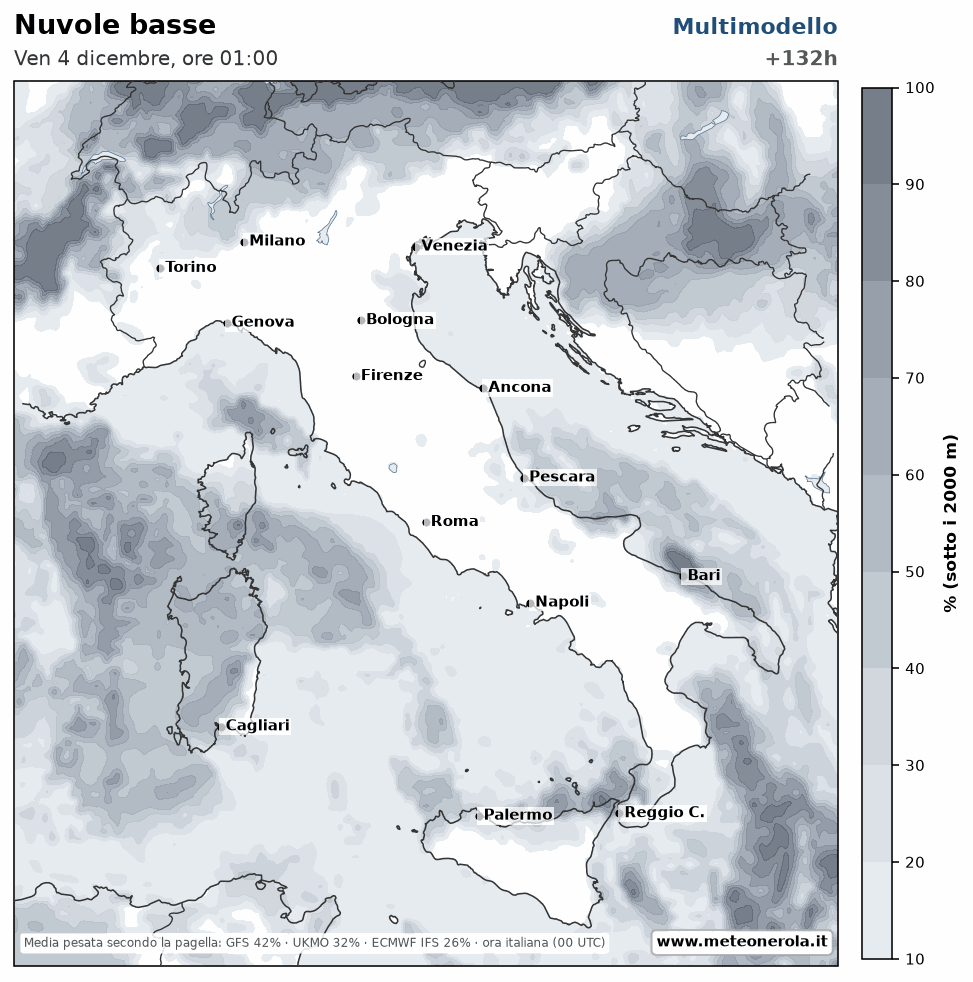 Nuvole basse
Multimodello
Ven 4 dicembre, ore 01:00
+132h
100
90
80
70
60
50
40
30
20
10
% (sotto i 2000 m)
Milano
Venezia
Torino
Genova
Bologna
Firenze
Ancona
Pescara
Roma
Bari
Napoli
Cagliari
Palermo
Reggio C.
Media pesata secondo la pagella: GFS 42% · UKMO 32% · ECMWF IFS 26% · ora italiana (00 UTC)
www.meteonerola.it